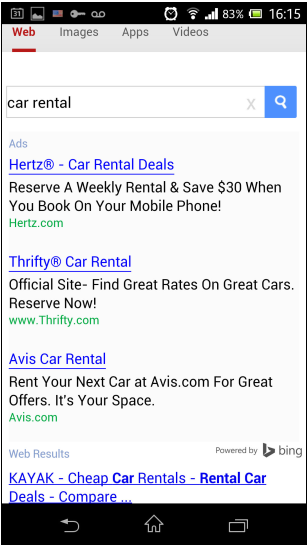 31 83% 16:15
Web Images Apps Videos
car rental x
Ads
Hertz® - Car Rental Deals
Reserve A Weekly Rental & Save $30 When
You Book On Your Mobile Phone!
Hertz.com
Thrifty® Car Rental
Official Site- Find Great Rates On Great Cars.
Reserve Now!
www.Thrifty.com
Avis Car Rental
Rent Your Next Car at Avis.com For Great
Offers. It's Your Space.
Avis.com
Web Results Powered by bing
KAYAK - Cheap Car Rentals - Rental Car
Deals - Compare ...